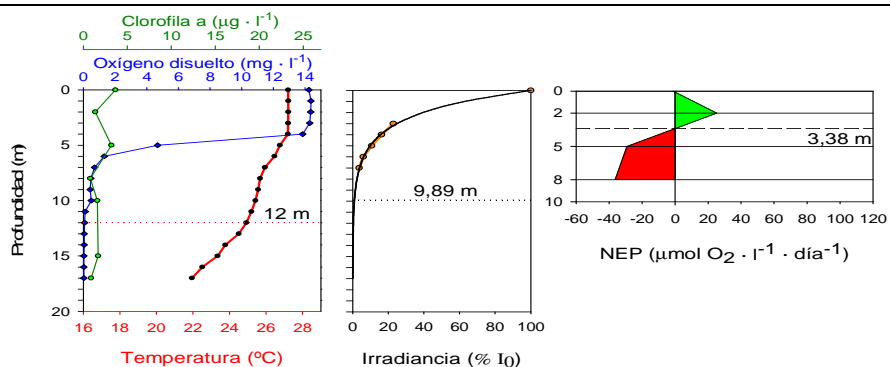 Clorofila a (μg · l⁻¹)
0 5 10 15 20 25
Oxígeno disuelto (mg · l⁻¹)
0 2 4 6 8 10 12 14
Profundidad (m)
0
5
10
15
20
12 m
16 18 20 22 24 26 28
Temperatura (ºC)
9,89 m
0 20 40 60 80 100
Irradiancia (% I₀)
0
2
5
8
10
3,38 m
-60 -40 -20 0 20 40 60 80 100 120
NEP (μmol O₂ · l⁻¹ · día⁻¹)